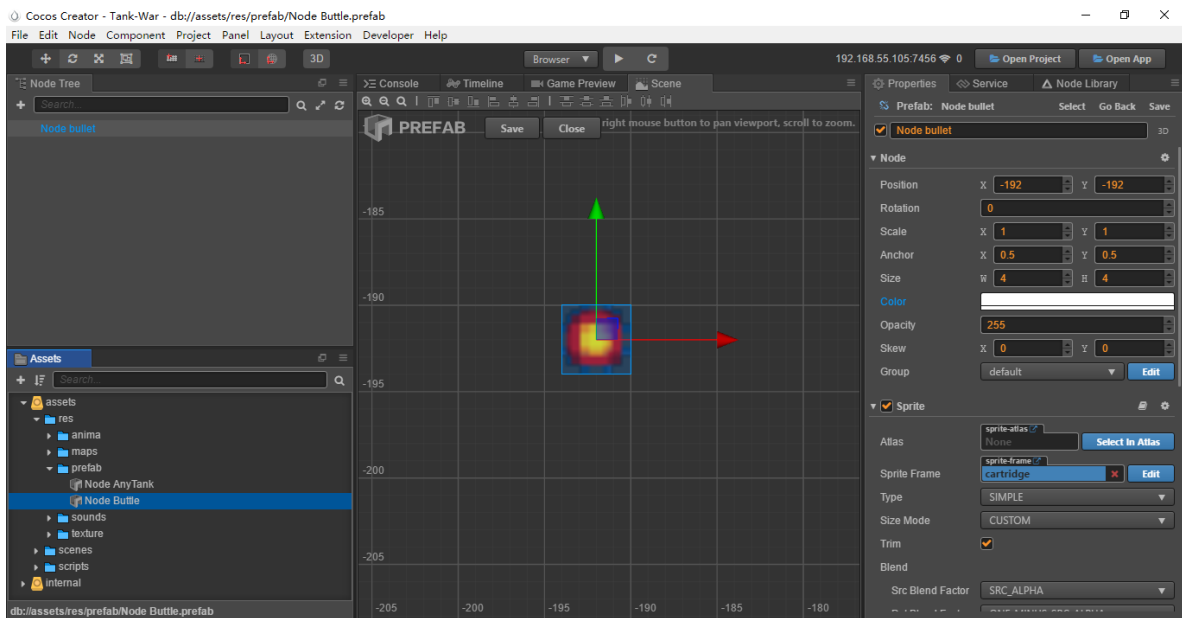 Cocos Creator - Tank-War - db://assets/res/prefab/Node Buttle.prefab
File Edit Node Component Project Panel Layout Extension Developer Help
3D Browser 192.168.55.105:7456 0 Open Project Open App
Node Tree
Search...
Node bullet
Console Timeline Game Preview Scene
PREFAB Save Close right mouse button to pan viewport, scroll to zoom.
-185
-190
-195
-200
-205
-205 -200 -195 -190 -185 -180
Assets
Search...
assets
res
anima
maps
prefab
Node AnyTank
Node Buttle
sounds
texture
scenes
scripts
internal
db://assets/res/prefab/Node Buttle.prefab
Properties Service Node Library
Prefab: Node bullet Select Go Back Save
Node bullet 3D
Node
Position X -192 Y -192
Rotation 0
Scale X 1 Y 1
Anchor X 0.5 Y 0.5
Size W 4 H 4
Color
Opacity 255
Skew X 0 Y 0
Group default Edit
Sprite
sprite-atlas
Atlas None Select In Atlas
sprite-frame
Sprite Frame cartridge Edit
Type SIMPLE
Size Mode CUSTOM
Trim
Blend
Src Blend Factor SRC_ALPHA